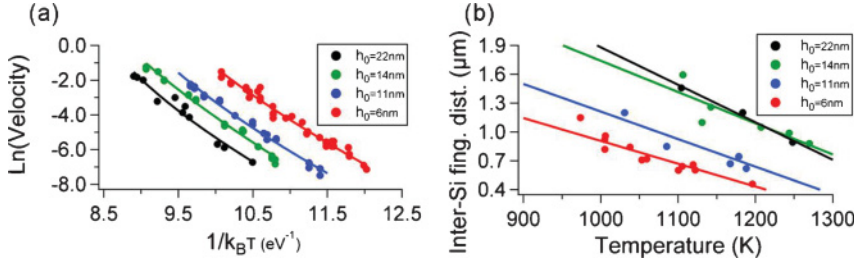 (a)
Ln(Velocity)
0.0
-2.0
-4.0
-6.0
-8.0
8.5 9.5 10.5 11.5 12.5
1/kBT (eV⁻¹)
h₀=22nm
h₀=14nm
h₀=11nm
h₀=6nm
(b)
Inter-Si fing. dist. (μm)
1.9
1.6
1.3
1.0
0.7
0.4
900 1000 1100 1200 1300
Temperature (K)
h₀=22nm
h₀=14nm
h₀=11nm
h₀=6nm